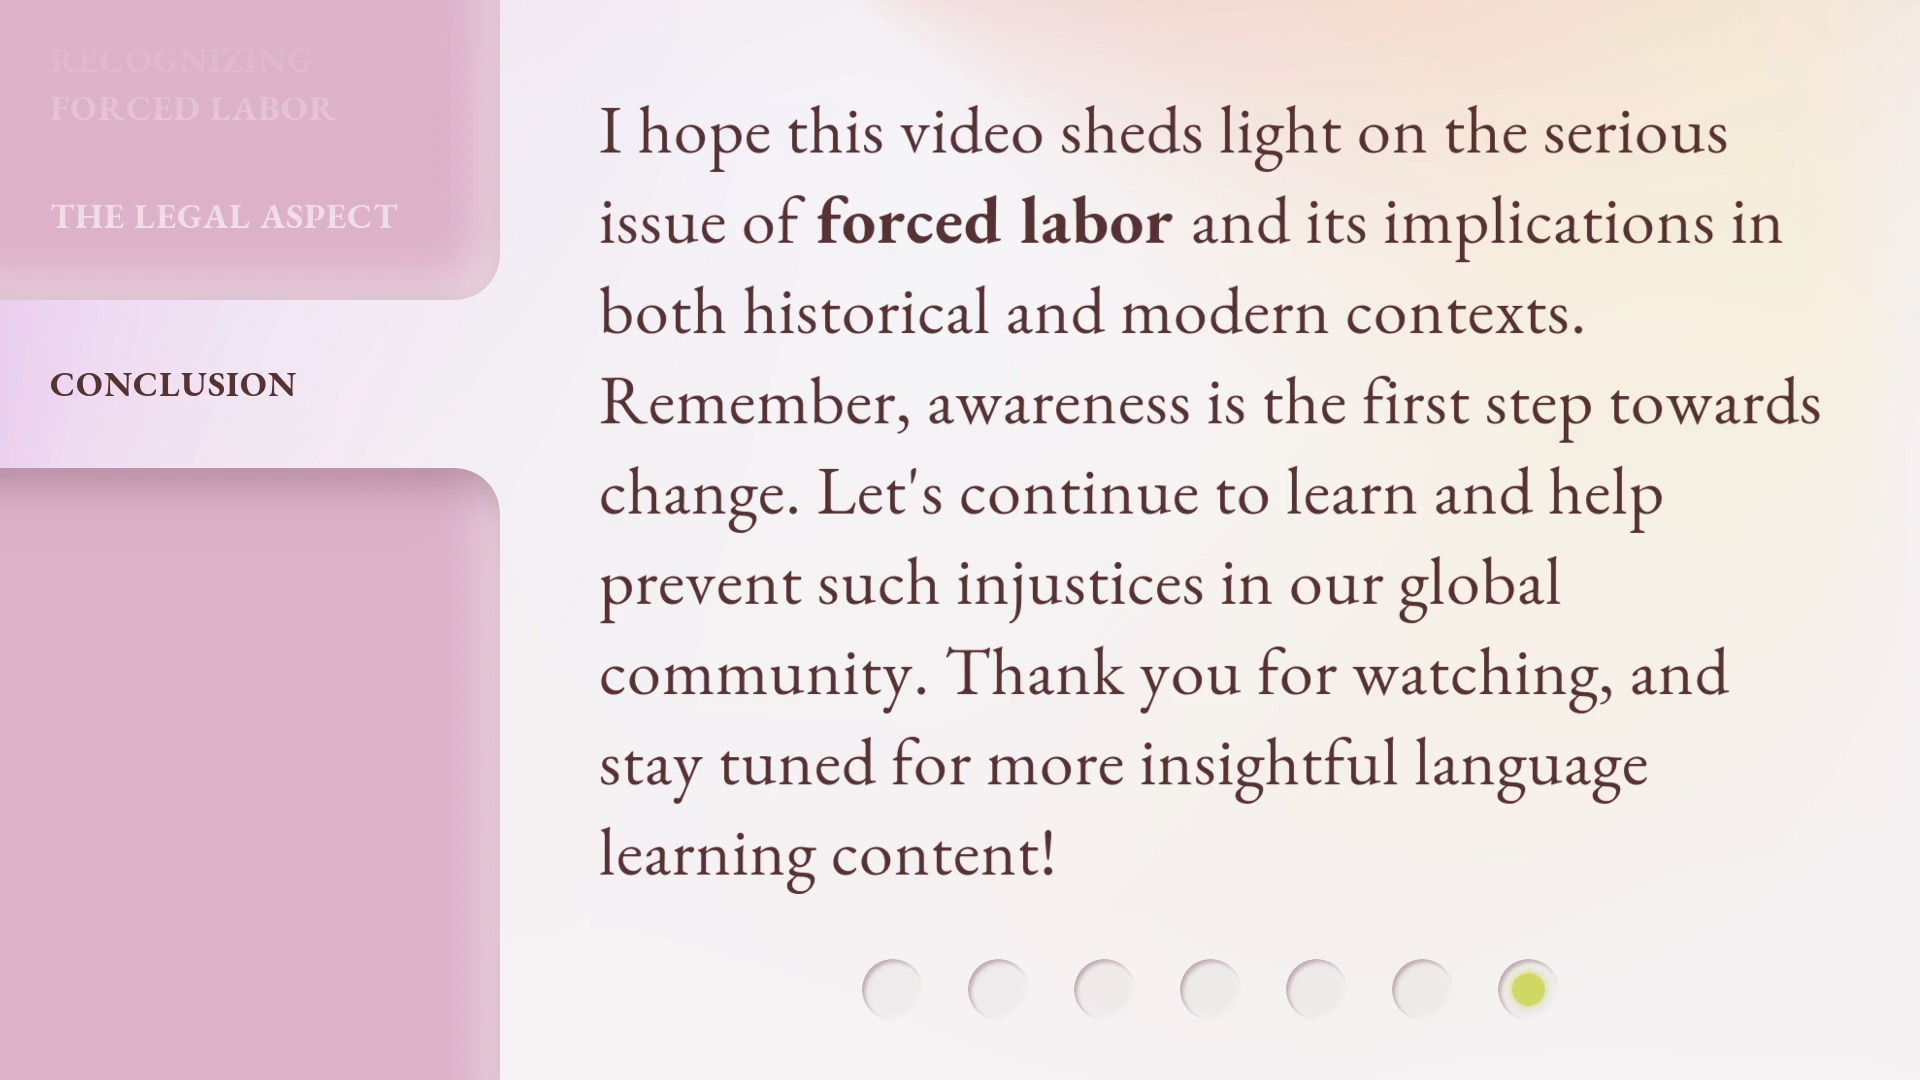 RECOGNIZING
FORCED LABOR
THE LEGAL ASPECT
CONCLUSION
I hope this video sheds light on the serious
issue of forced labor and its implications in
both historical and modern contexts.
Remember, awareness is the first step towards
change. Let's continue to learn and help
prevent such injustices in our global
community. Thank you for watching, and
stay tuned for more insightful language
learning content!